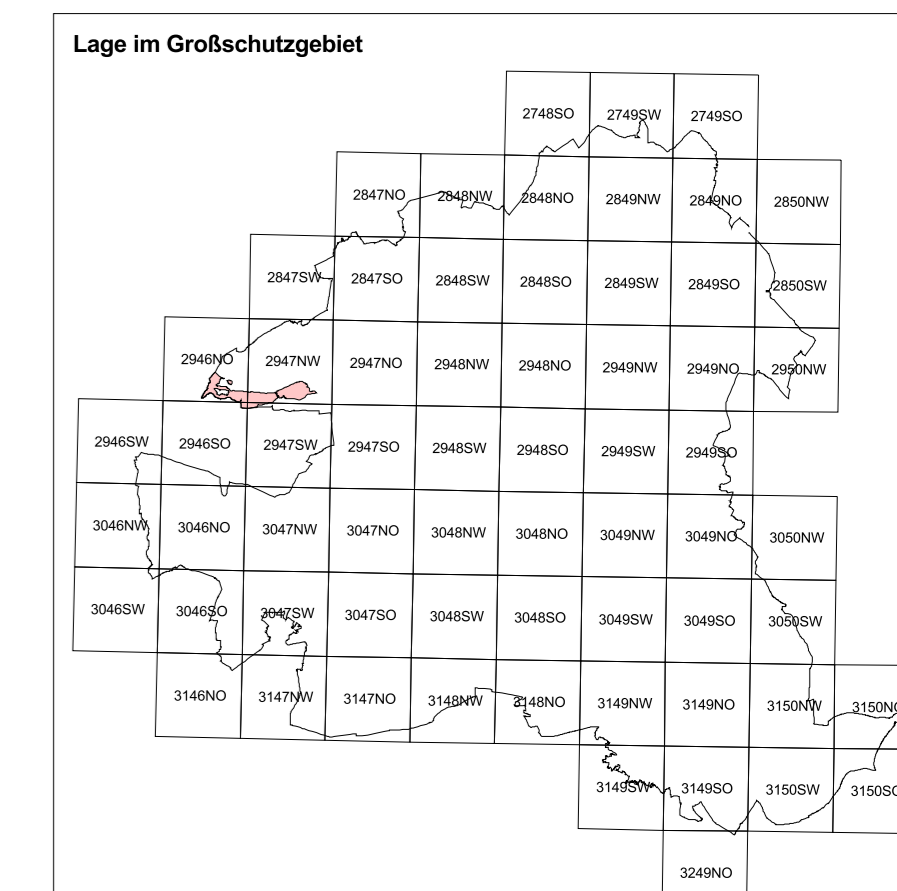 Lage im Großschutzgebiet
2748SO 2749SW 2749SO
2847NO 2848NW 2848NO 2849NW 2849NO 2850NW
2847SW 2847SO 2848SW 2848SO 2849SW 2849SO 2850SW
2946NO 2947NW 2947NO 2948NW 2948NO 2949NW 2949NO 2950NW
2946SW 2946SO 2947SW 2947SO 2948SW 2948SO 2949SW 2949SO
3046NW 3046NO 3047NW 3047NO 3048NW 3048NO 3049NW 3049NO 3050NW
3046SW 3046SO 3047SW 3047SO 3048SW 3048SO 3049SW 3049SO 3050SW
3146NO 3147NW 3147NO 3148NW 3148NO 3149NW 3149NO 3150NW 3150NO
3149SW 3149SO 3150SW 3150SO
3249NO